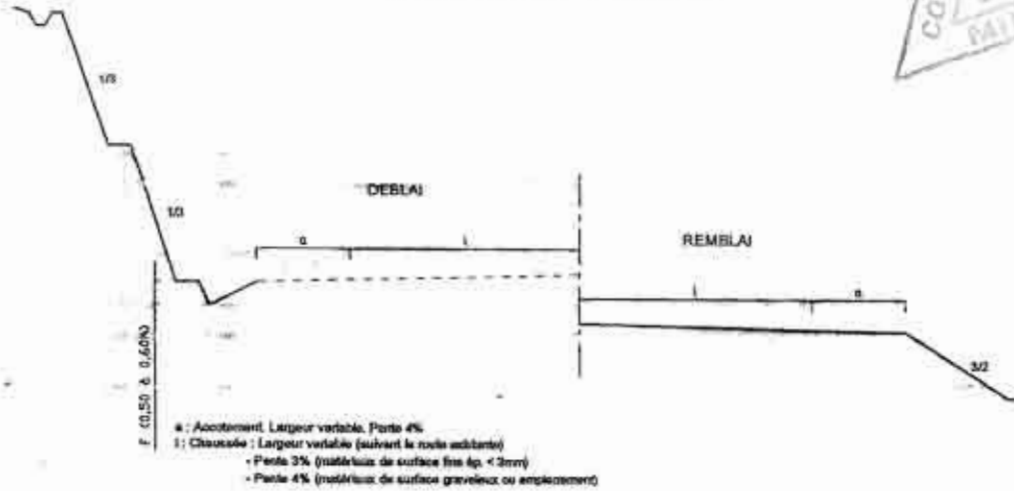 CO
MI
1/3
1/3
DEBLAI
a
l
REMBLAI
l
a
3/2
F (0,50 à 0,60%)
a : Accotement. Largeur variable. Pente 4%
l : Chaussée : Largeur variable (suivant la route existante)
- Pente 3% (matériaux de surface fins ép. < 3mm)
- Pente 4% (matériaux de surface graveleux ou empierrement)